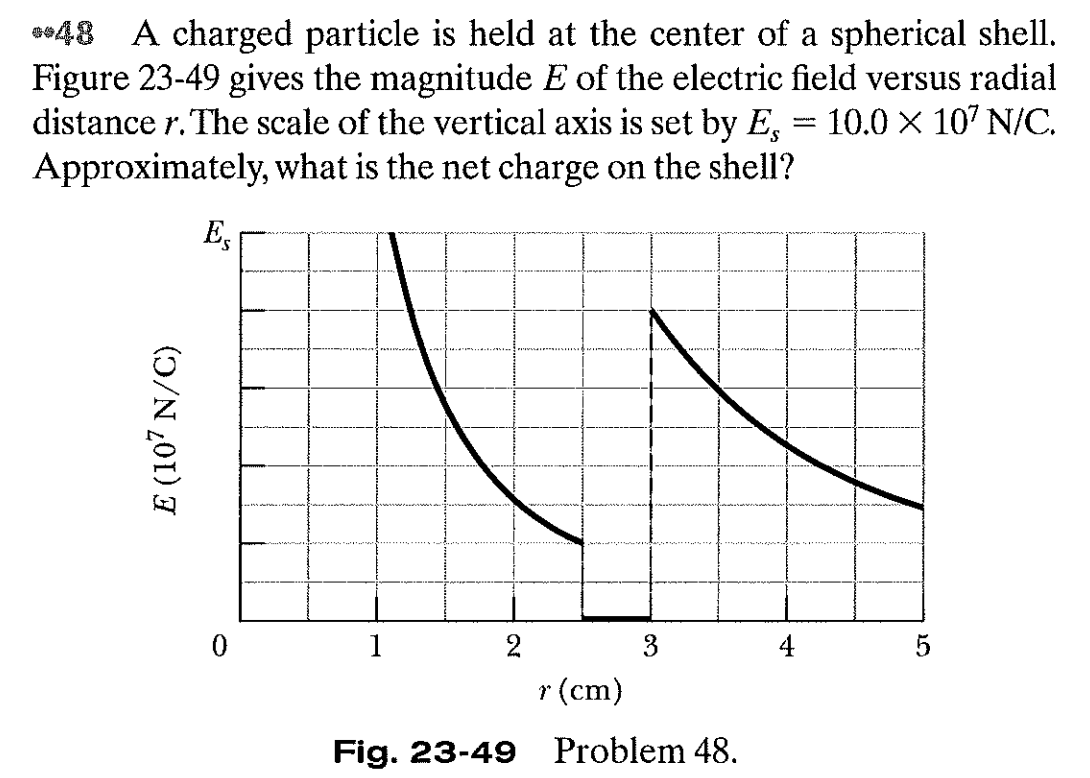 ••48 A charged particle is held at the center of a spherical shell.
Figure 23-49 gives the magnitude E of the electric field versus radial
distance r. The scale of the vertical axis is set by Eₛ = 10.0 × 10⁷ N/C.
Approximately, what is the net charge on the shell?
Eₛ
E (10⁷ N/C)
0 1 2 3 4 5
r (cm)
Fig. 23-49 Problem 48.